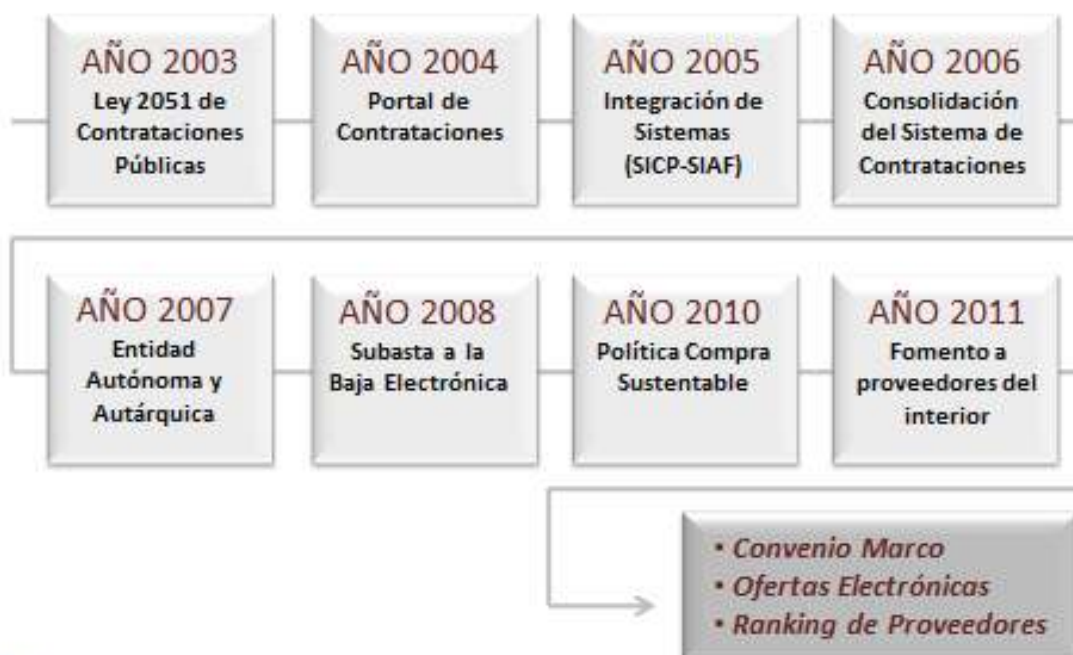 AÑO 2003
Ley 2051 de
Contrataciones
Públicas
AÑO 2004
Portal de
Contrataciones
AÑO 2005
Integración de
Sistemas
(SICP-SIAF)
AÑO 2006
Consolidación
del Sistema de
Contrataciones
AÑO 2007
Entidad
Autónoma y
Autárquica
AÑO 2008
Subasta a la
Baja Electrónica
AÑO 2010
Política Compra
Sustentable
AÑO 2011
Fomento a
proveedores del
interior
• Convenio Marco
• Ofertas Electrónicas
• Ranking de Proveedores